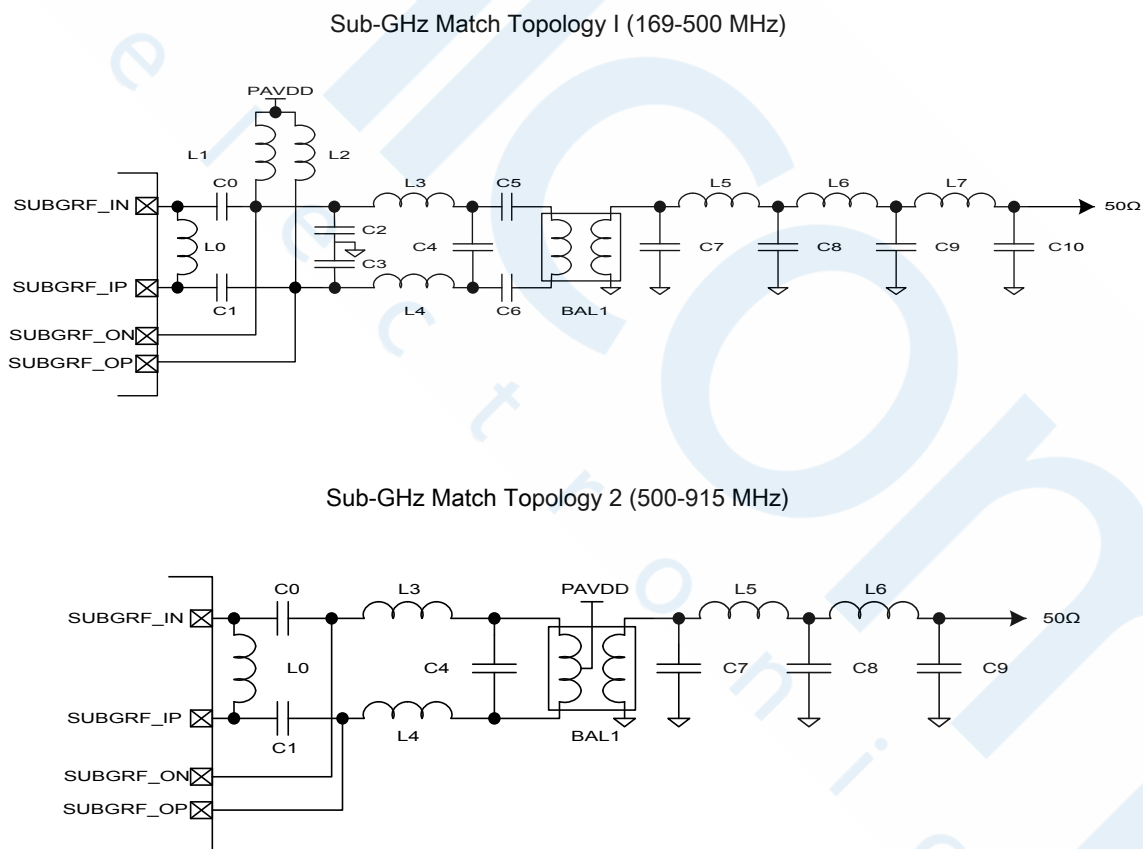 Sub-GHz Match Topology I (169-500 MHz)
PAVDD
L1
L2
C0
L3
C5
L5
L6
L7
SUBGRF_IN
50Ω
C2
L0
C4
C7
C8
C9
C10
C3
SUBGRF_IP
C1
L4
C6
BAL1
SUBGRF_ON
SUBGRF_OP
Sub-GHz Match Topology 2 (500-915 MHz)
C0
L3
PAVDD
L5
L6
SUBGRF_IN
50Ω
L0
C4
C7
C8
C9
SUBGRF_IP
C1
L4
BAL1
SUBGRF_ON
SUBGRF_OP